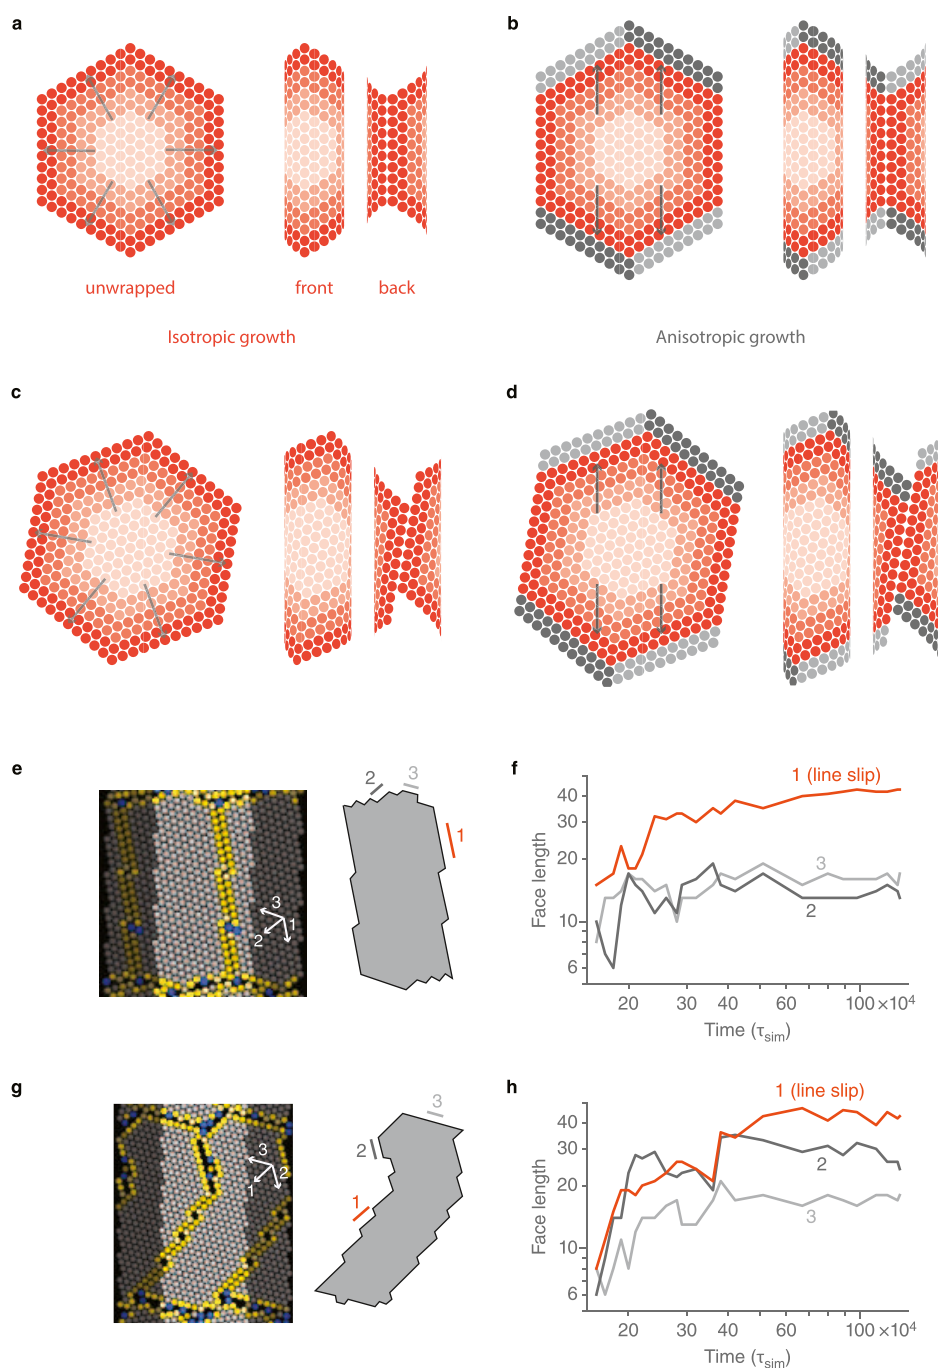 a
b
unwrapped
front
back
Isotropic growth
Anisotropic growth
c
d
e
2
3
1
3
1
2
f
1 (line slip)
3
2
Face length
40
30
20
10
6
20
30
40
60
100 ×10⁴
Time (τsim)
g
3
2
1
3
2
1
h
1 (line slip)
2
3
Face length
40
30
20
10
6
20
30
40
60
100 ×10⁴
Time (τsim)